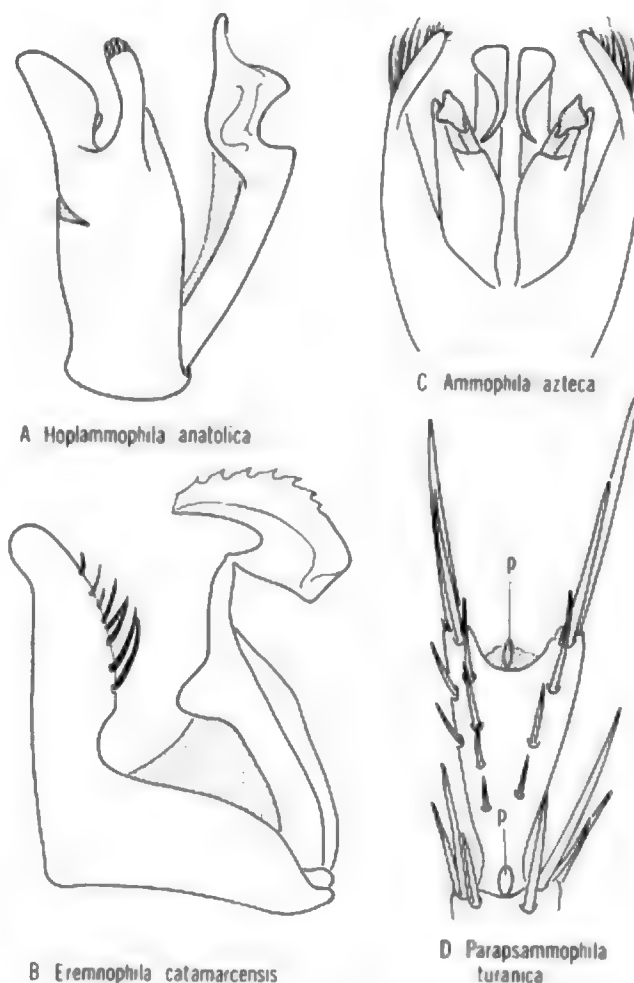 A Hoplammophila anatolica
C Ammophila azteca
p
p
B Eremnophila catamarcensis
D Parapsammophila
turanica